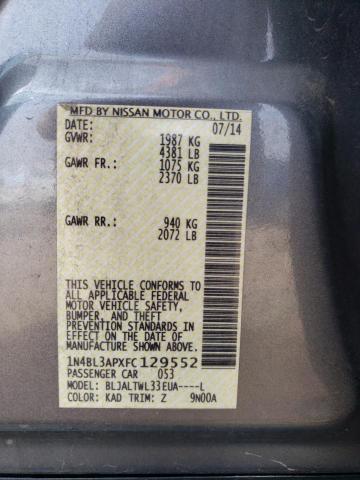 MFD BY NISSAN MOTOR CO., LTD.
DATE: 07/14
GVWR: 1987 KG
4381 LB
GAWR FR.: 1075 KG
2370 LB
GAWR RR.: 940 KG
2072 LB
THIS VEHICLE CONFORMS TO
ALL APPLICABLE FEDERAL
MOTOR VEHICLE SAFETY,
BUMPER, AND THEFT
PREVENTION STANDARDS
IN EFFECT ON THE DATE
OF MANUFACTURE SHOWN ABOVE.
1N4BL3APXFC129552
PASSENGER CAR 053
MODEL: BLJALTWL33EUA----L
COLOR: KAD TRIM: Z 9N00A